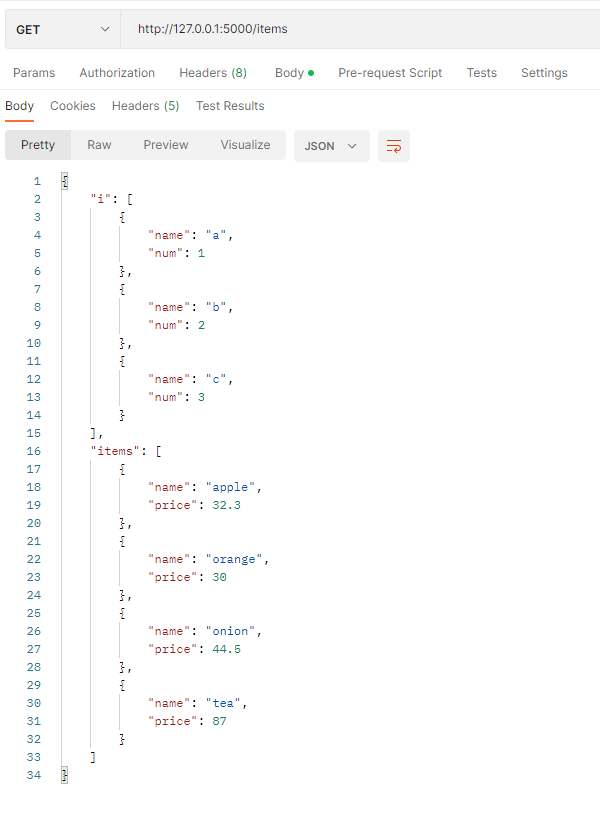 GET http://127.0.0.1:5000/items
Params Authorization Headers (8) Body Pre-request Script Tests Settings
Body Cookies Headers (5) Test Results
Pretty Raw Preview Visualize JSON
1 {
2 "i": [
3 {
4 "name": "a",
5 "num": 1
6 },
7 {
8 "name": "b",
9 "num": 2
10 },
11 {
12 "name": "c",
13 "num": 3
14 }
15 ],
16 "items": [
17 {
18 "name": "apple",
19 "price": 32.3
20 },
21 {
22 "name": "orange",
23 "price": 30
24 },
25 {
26 "name": "onion",
27 "price": 44.5
28 },
29 {
30 "name": "tea",
31 "price": 87
32 }
33 ]
34 }